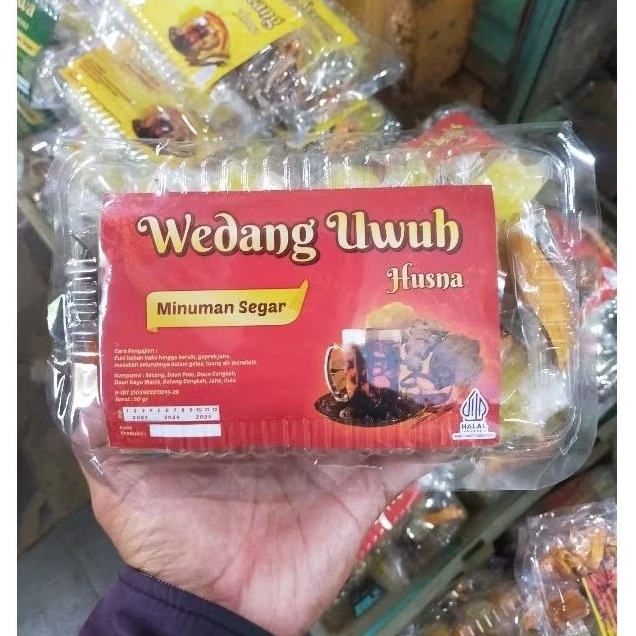 Wedang
Wedang Uwuh
Husna
Minuman Segar
Cara Penyajian :
Cuci bahan baku hingga bersih, geprek jahe,
masukan seluruhnya dalam gelas, tuang air mendidih
Komposisi : Secang, Daun Pala, Daun Cengkeh,
Daun Kayu Manis, Batang Cengkeh, Jahe, Gula
Berat : 50 gr
1 2 3 4 5 6 7 8 9 10 11 12
2023 2024 2025
Kode
Produksi :
HALAL